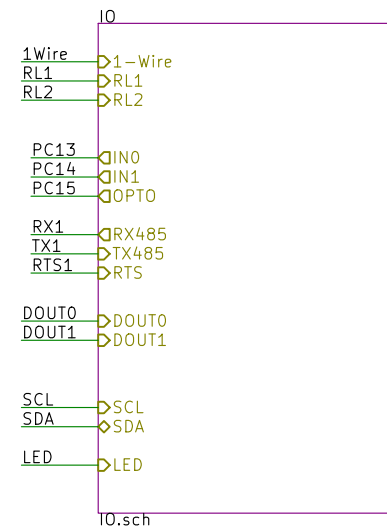 IO
1Wire 1-Wire
RL1 RL1
RL2 RL2
PC13 IN0
PC14 IN1
PC15 OPTO
RX1 RX485
TX1 TX485
RTS1 RTS
DOUT0 DOUT0
DOUT1 DOUT1
SCL SCL
SDA SDA
LED LED
IO.sch